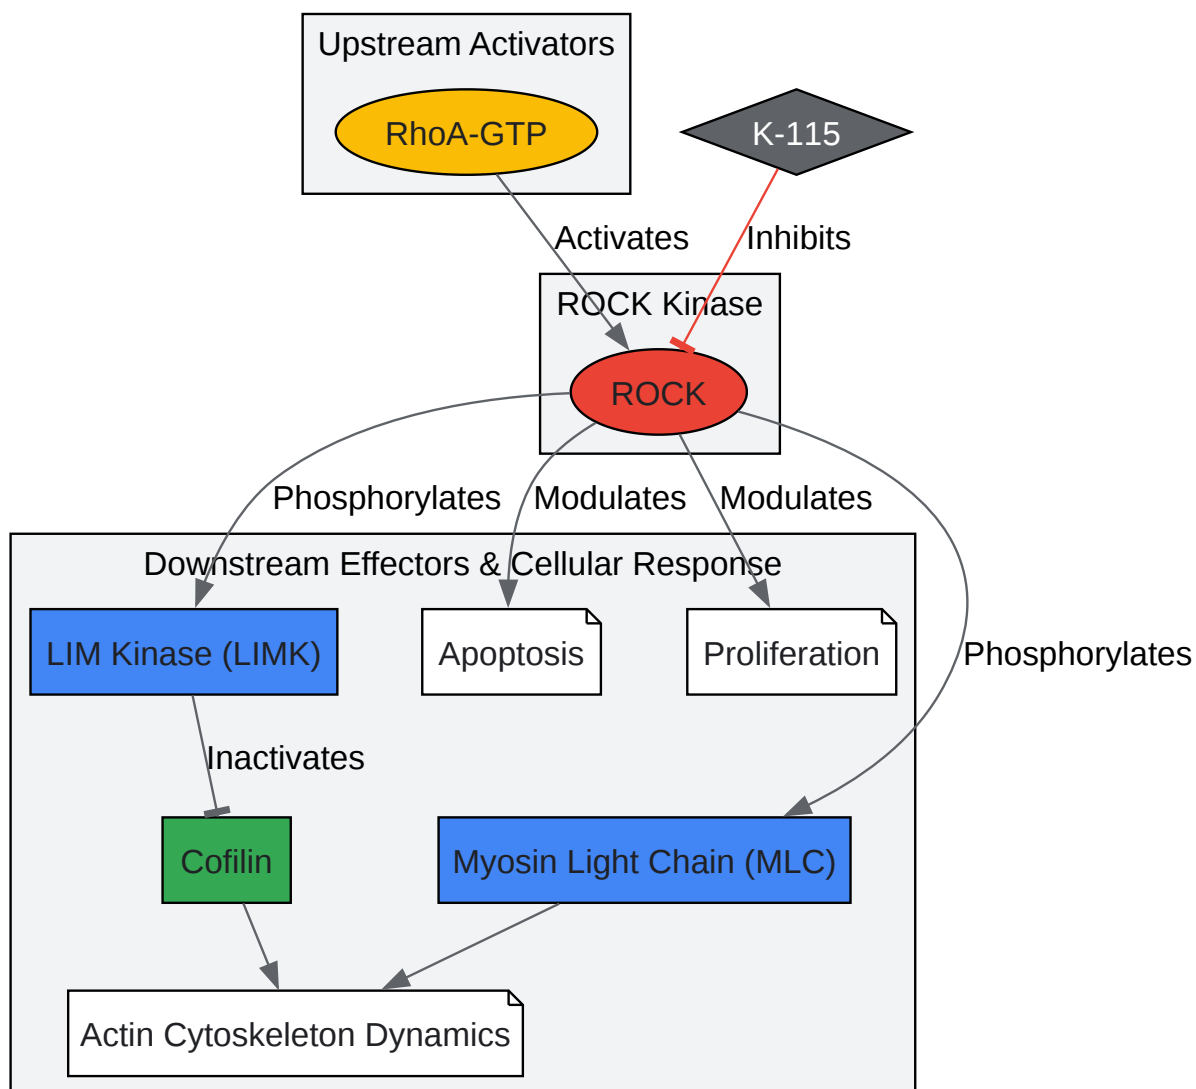 Upstream Activators
RhoA-GTP
K-115
Activates
Inhibits
ROCK Kinase
ROCK
Phosphorylates
Modulates
Modulates
Downstream Effectors & Cellular Response
LIM Kinase (LIMK)
Apoptosis
Proliferation
Phosphorylates
Inactivates
Cofilin
Myosin Light Chain (MLC)
Actin Cytoskeleton Dynamics